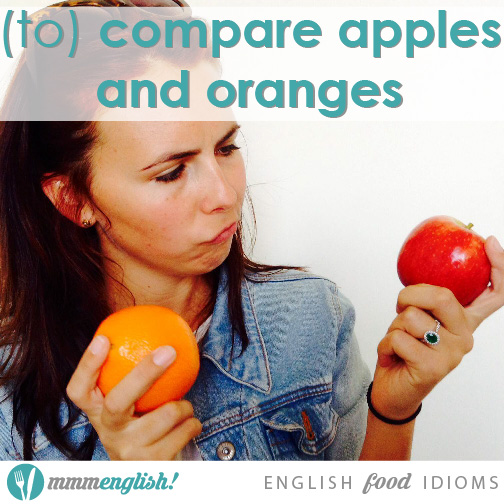 (to) compare apples
and oranges
mmmenglish!
ENGLISH food IDIOMS